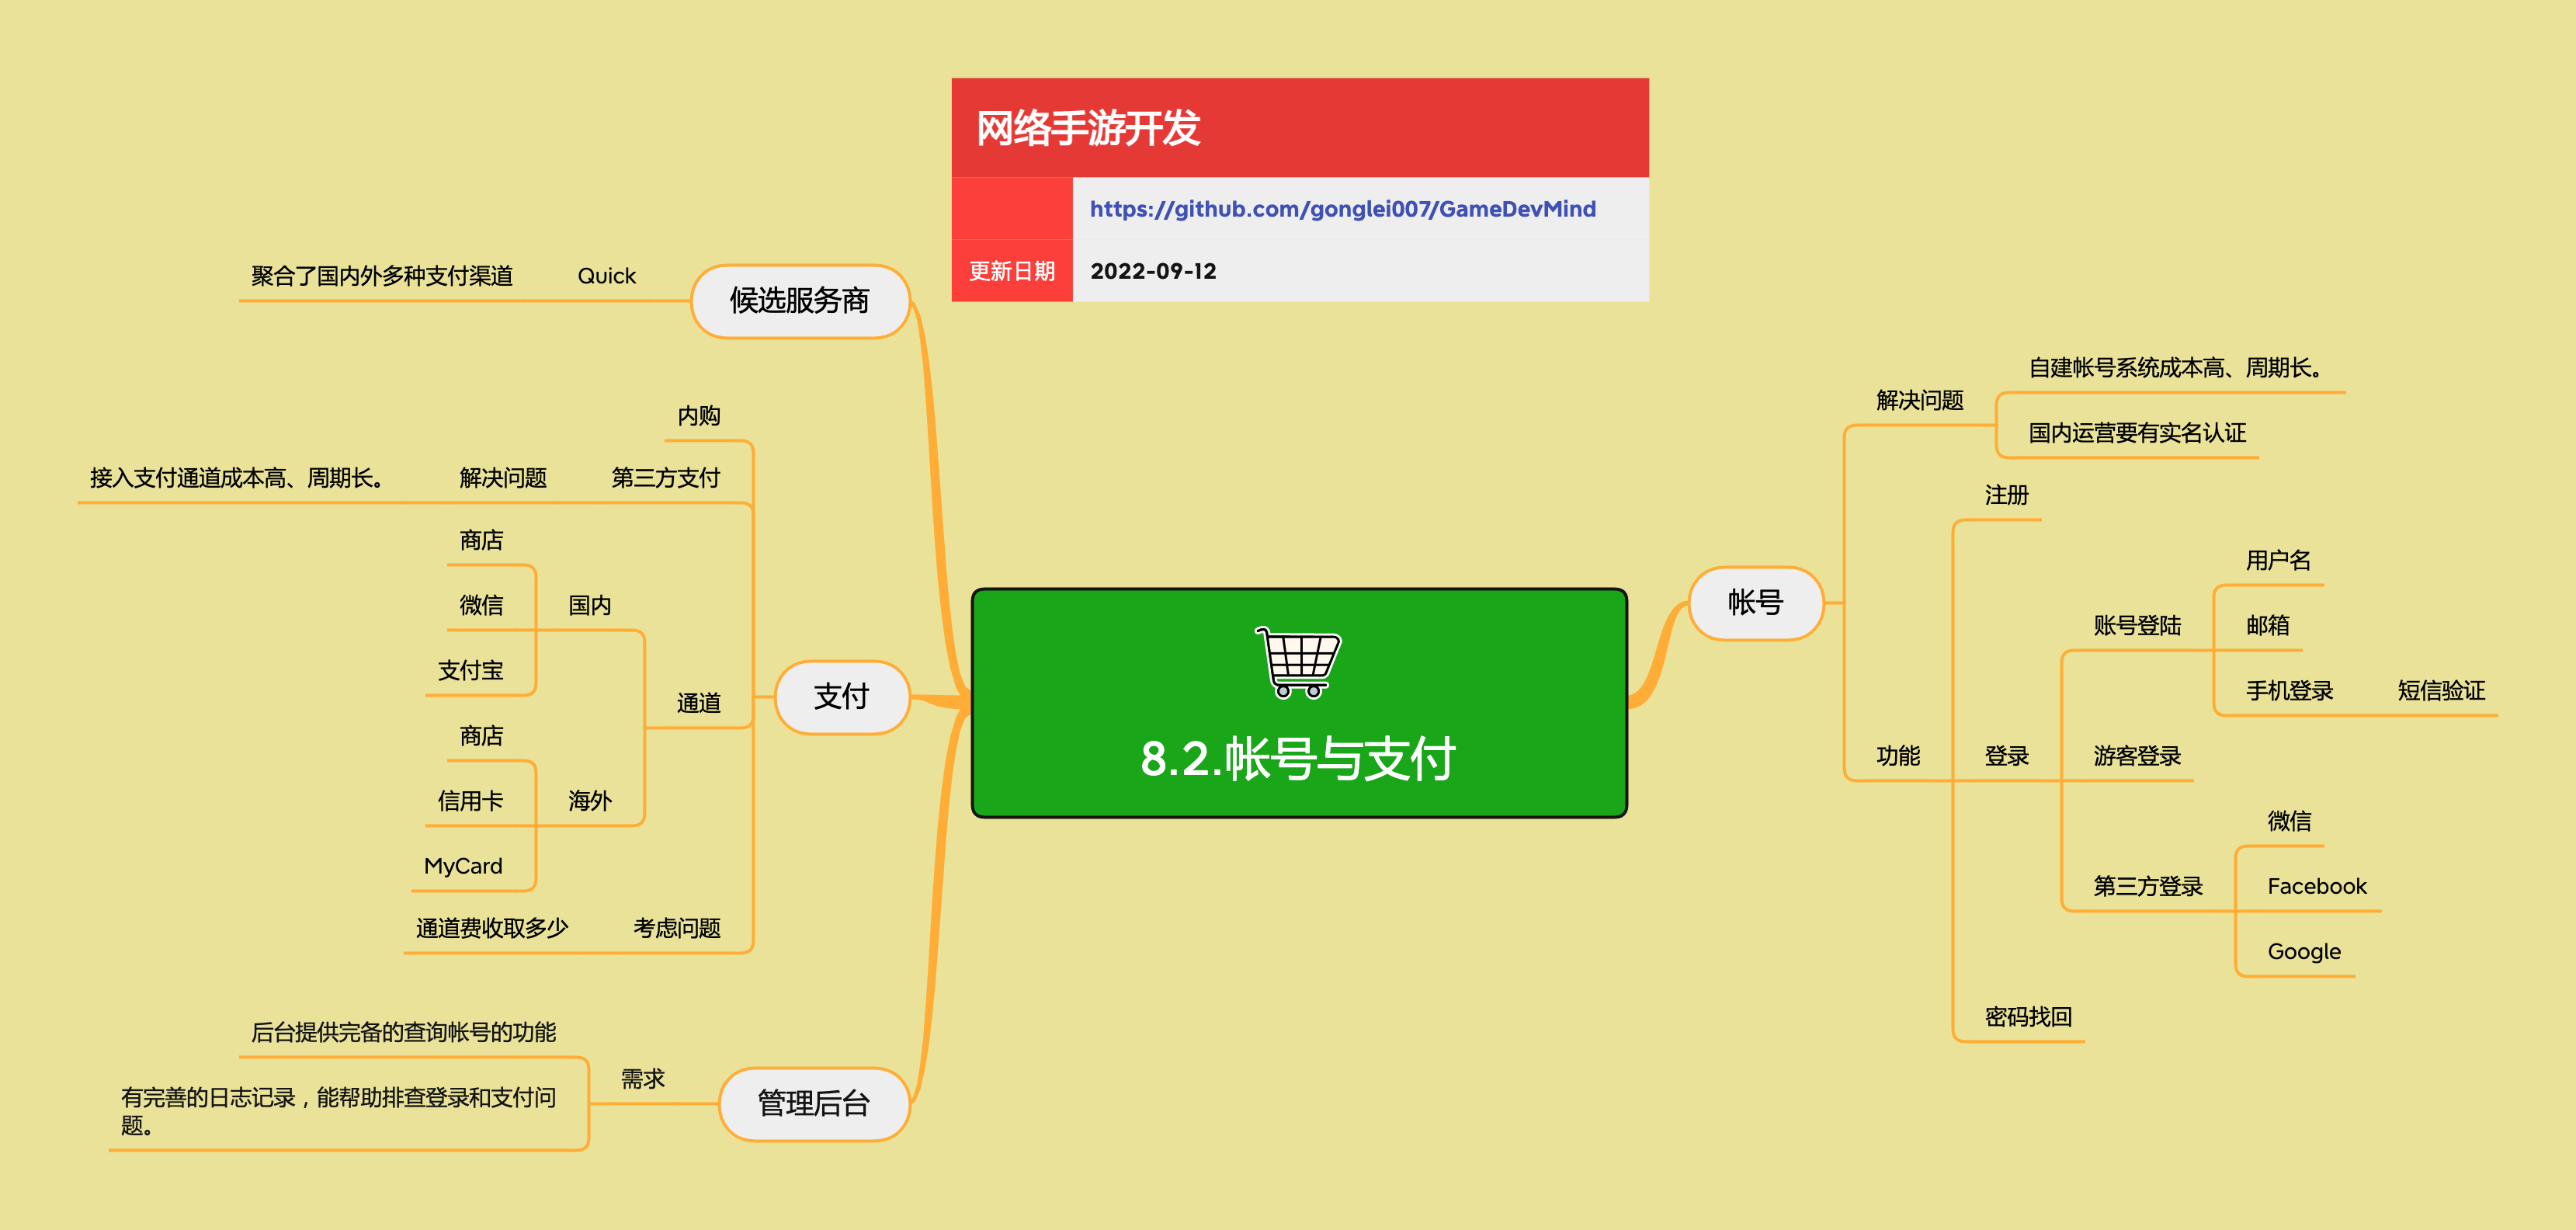 网络手游开发
https://github.com/gonglei007/GameDevMind
更新日期
2022-09-12
8.2.帐号与支付
候选服务商
Quick
聚合了国内外多种支付渠道
支付
内购
第三方支付
解决问题
接入支付通道成本高、周期长。
通道
国内
商店
微信
支付宝
海外
商店
信用卡
MyCard
考虑问题
通道费收取多少
管理后台
需求
后台提供完备的查询帐号的功能
有完善的日志记录，能帮助排查登录和支付问
题。
帐号
解决问题
自建帐号系统成本高、周期长。
国内运营要有实名认证
功能
注册
登录
账号登陆
用户名
邮箱
手机登录
短信验证
游客登录
第三方登录
微信
Facebook
Google
密码找回